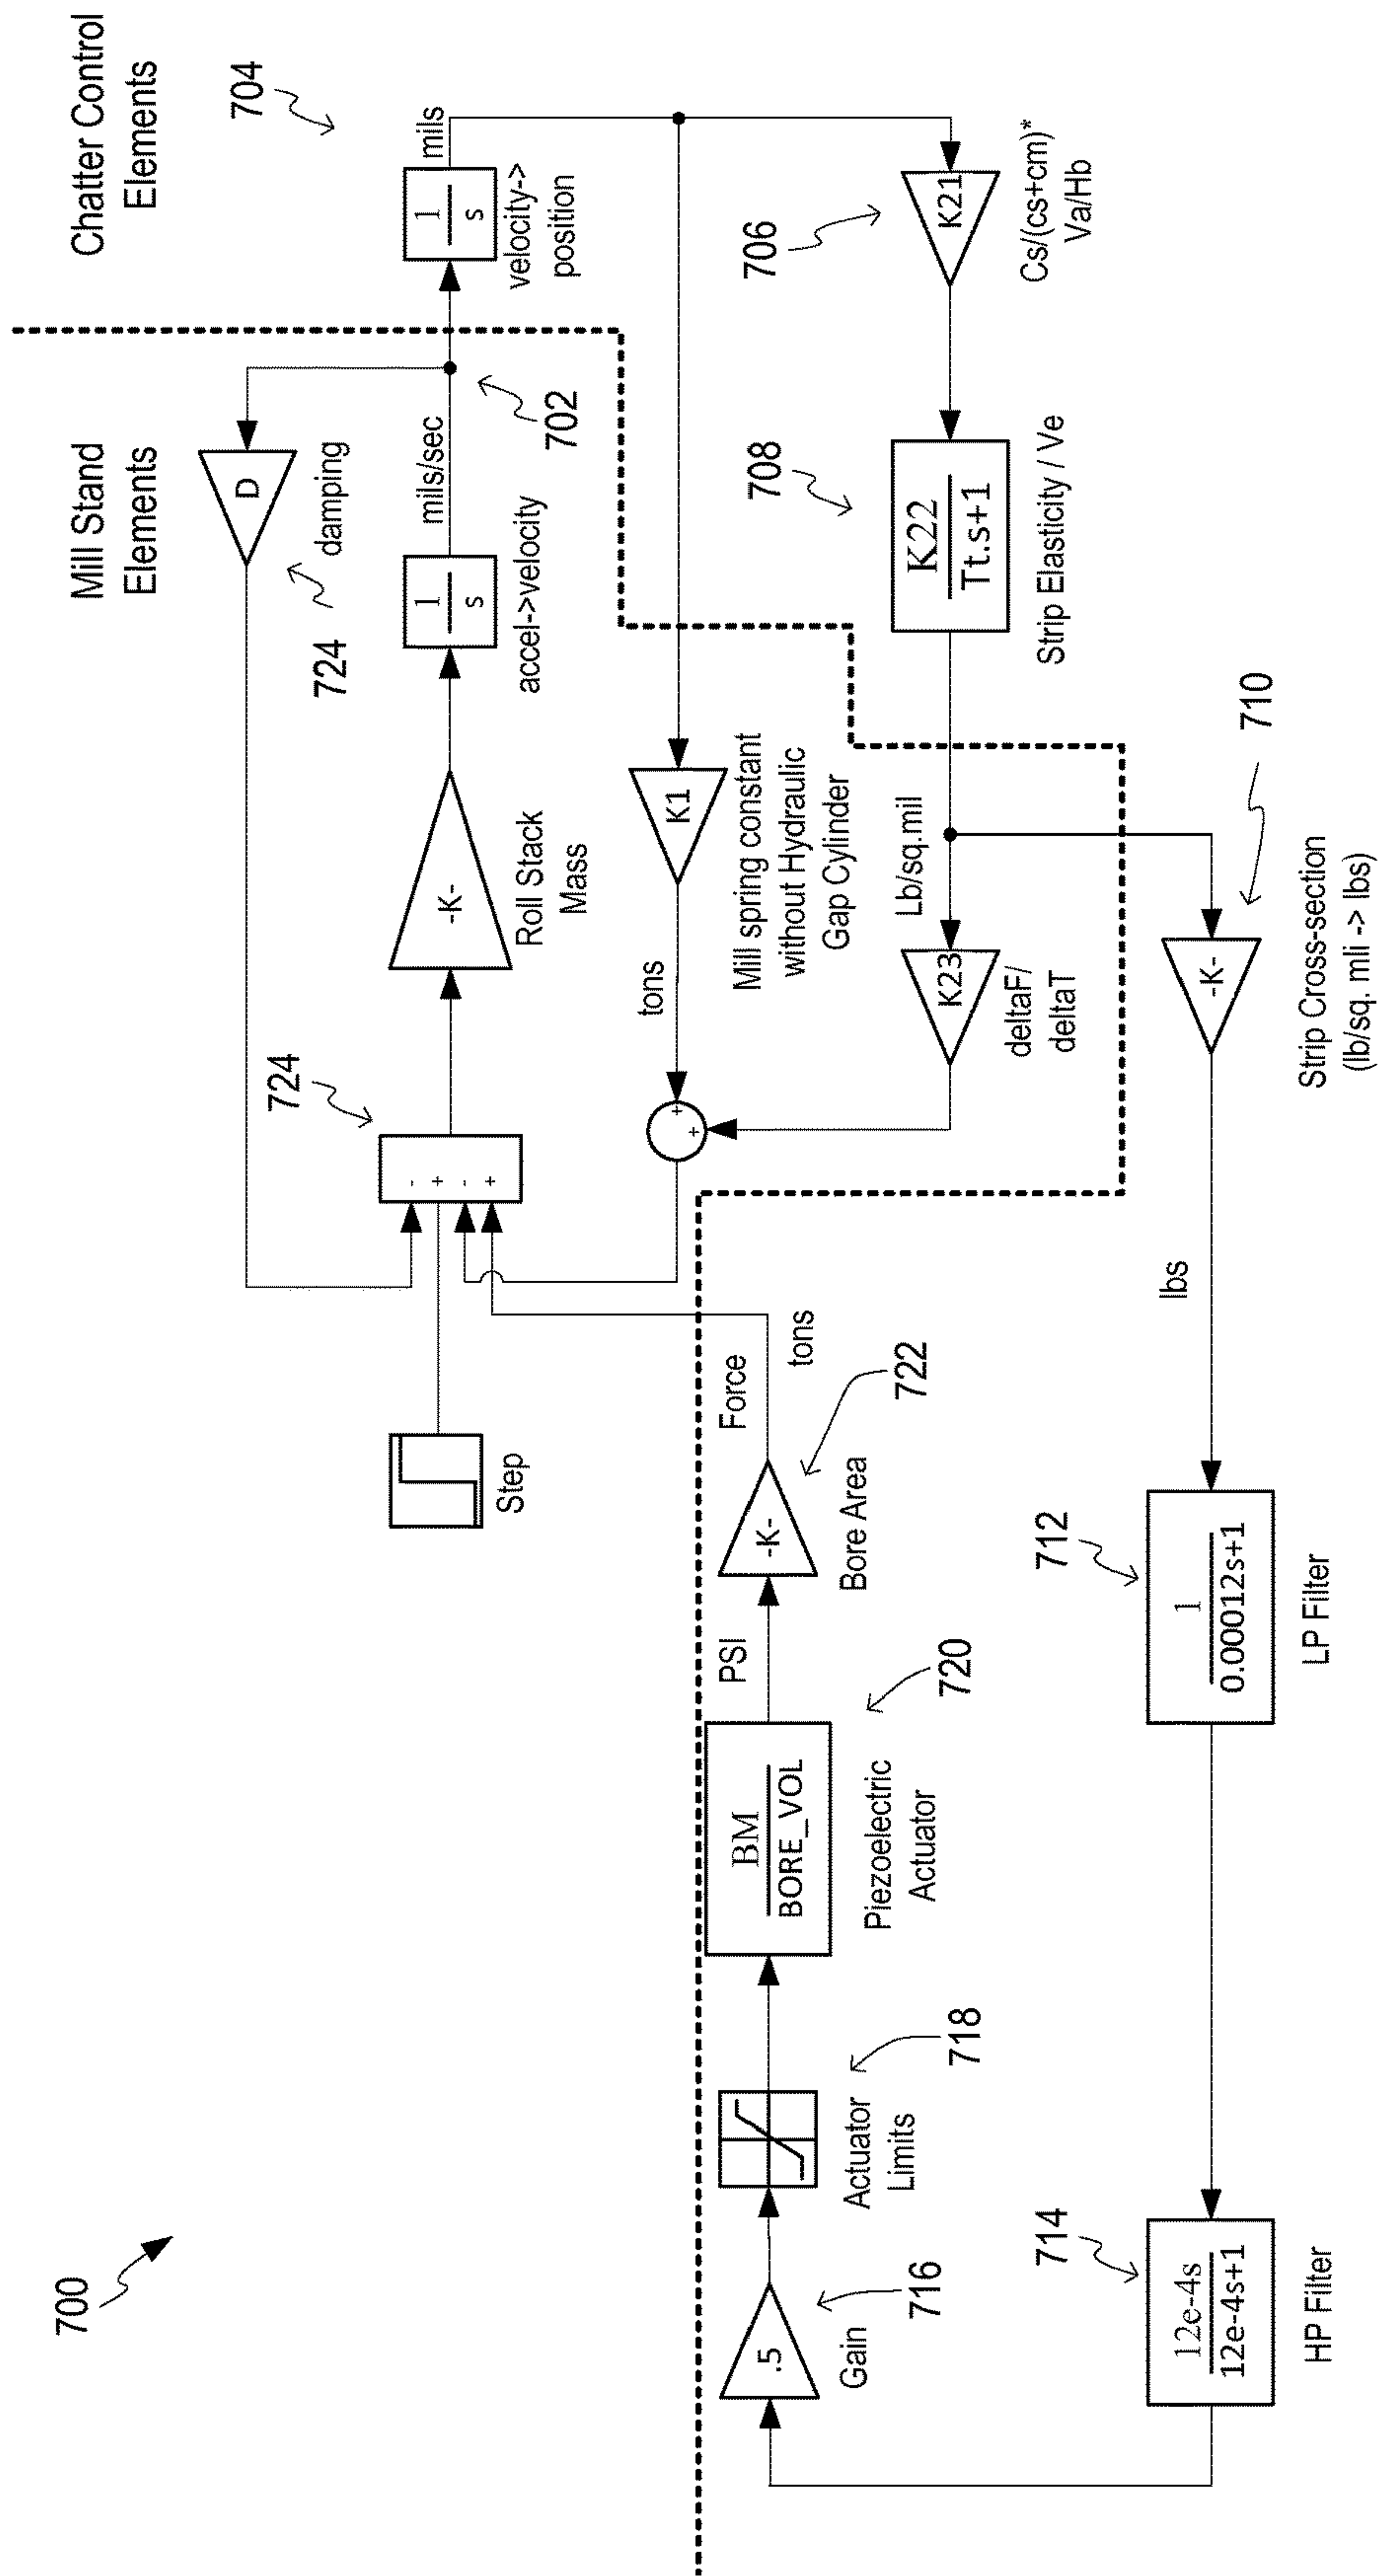 700
Mill Stand
Elements
Chatter Control
Elements
704
D
damping
724
724
-
+
-
+
-K-
Roll Stack
Mass
1
s
accel->velocity
mils/sec
702
1
s
velocity->
position
mils
Step
tons
K1
Mill spring constant
without Hydraulic
Gap Cylinder
+
+
706
K21
Cs/(cs+cm)*
Va/Hb
708
K22
Tt.s+1
Strip Elasticity / Ve
Lb/sq.mil
K23
deltaF/
deltaT
710
-K-
Strip Cross-section
(lb/sq. mli -> lbs)
lbs
712
1
0.00012s+1
LP Filter
714
12e-4s
12e-4s+1
HP Filter
.5
Gain
716
Actuator
Limits
718
BM
BORE_VOL
Piezoelectric
Actuator
720
PSI
-K-
Bore Area
722
Force
tons